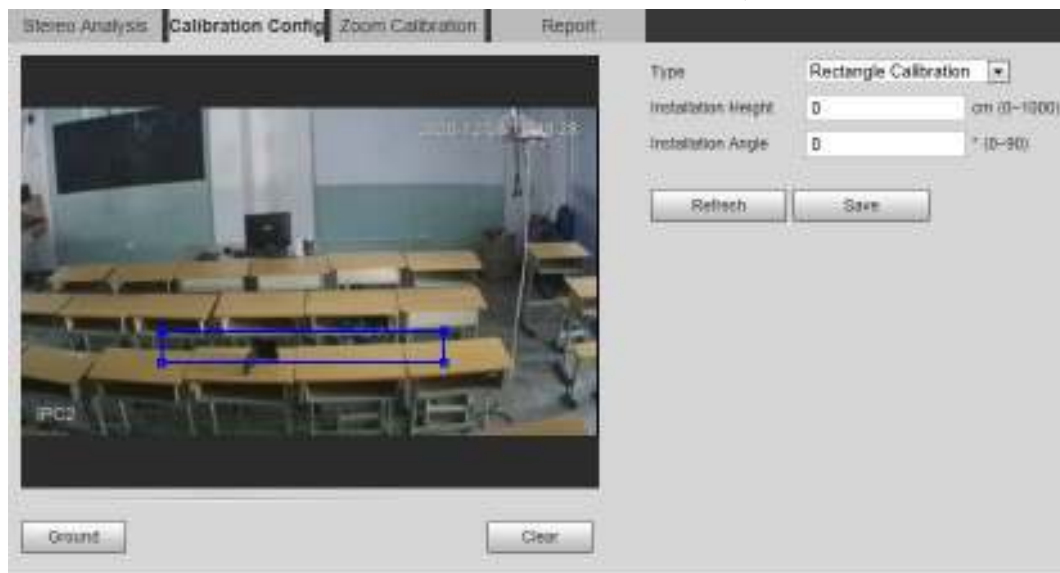 Stereo Analysis Calibration Config Zoom Calibration Report
Type Rectangle Calibration
Installation Height 0 cm (0~1000)
Installation Angle 0 ° (0~90)
Refresh Save
IPC2
Ground Clear